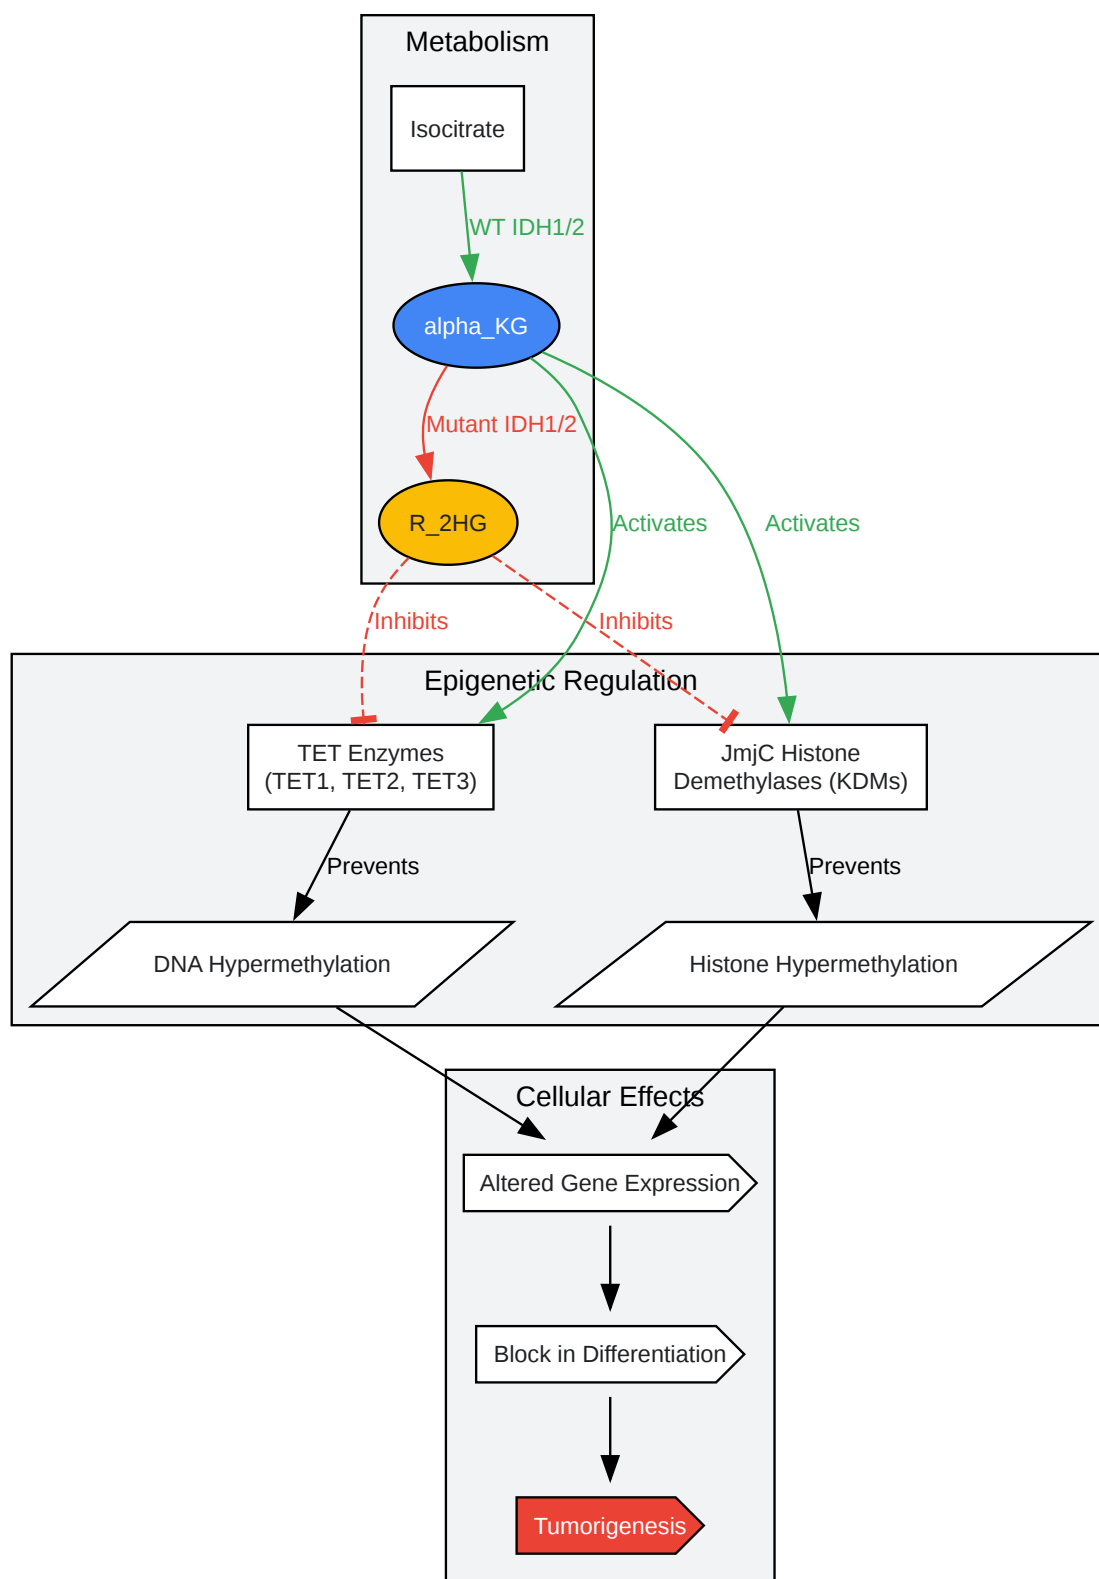 Metabolism
Isocitrate
WT IDH1/2
alpha_KG
Mutant IDH1/2
R_2HG
Activates
Activates
Inhibits
Inhibits
Epigenetic Regulation
TET Enzymes
(TET1, TET2, TET3)
JmjC Histone
Demethylases (KDMs)
Prevents
Prevents
DNA Hypermethylation
Histone Hypermethylation
Cellular Effects
Altered Gene Expression
Block in Differentiation
Tumorigenesis